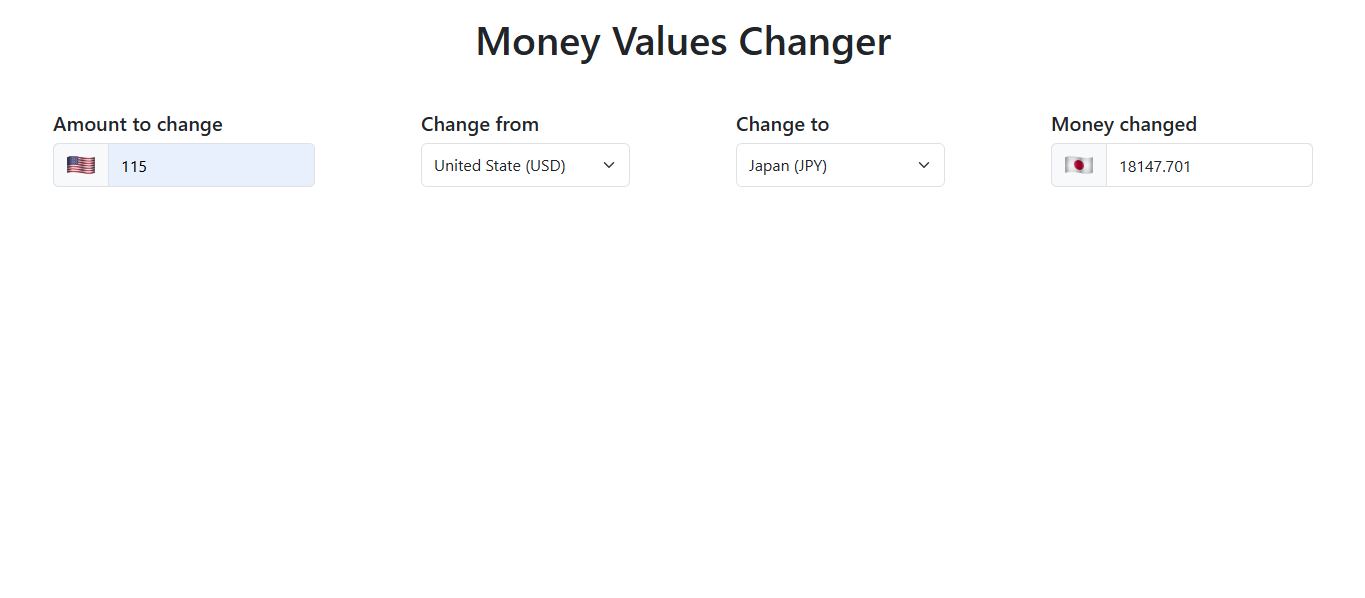 Money Values Changer
Amount to change
Change from
Change to
Money changed
115
United State (USD)
Japan (JPY)
18147.701